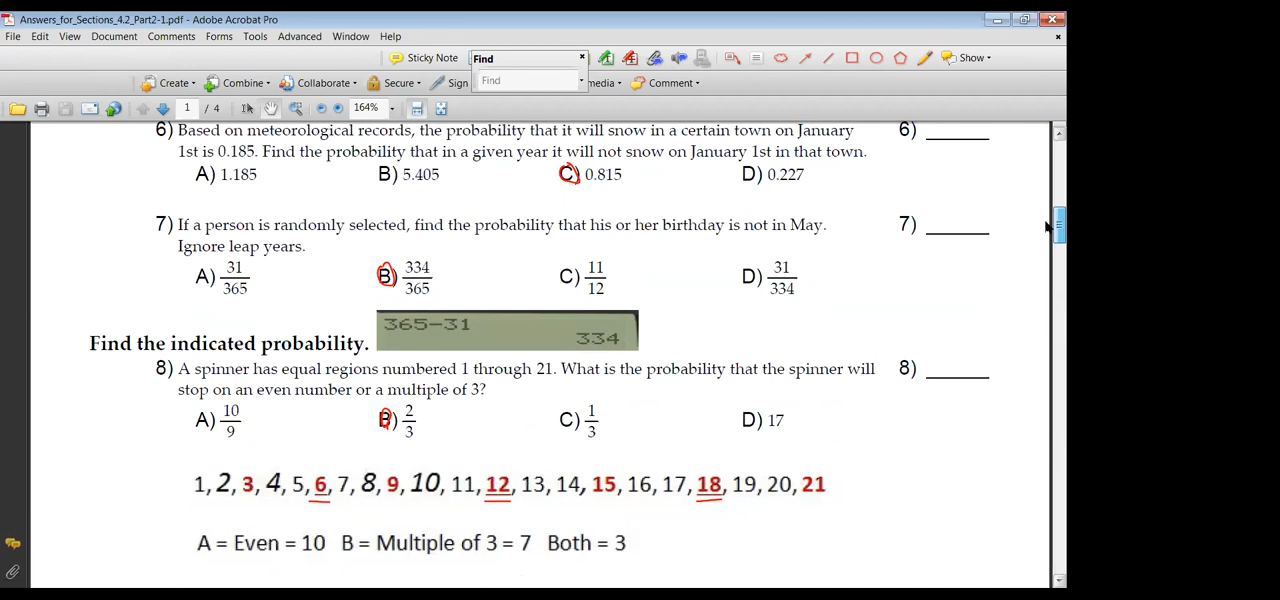 Answers_for_Sections_4.2_Part2-1.pdf - Adobe Acrobat Pro
File Edit View Document Comments Forms Tools Advanced Window Help
Sticky Note Find Show
Find
Create Combine Collaborate Secure Sign media Comment
1 / 4 164%
6) Based on meteorological records, the probability that it will snow in a certain town on January 6)
1st is 0.185. Find the probability that in a given year it will not snow on January 1st in that town.
A) 1.185 B) 5.405 C) 0.815 D) 0.227
7) If a person is randomly selected, find the probability that his or her birthday is not in May. 7)
Ignore leap years.
A) 31/365 B) 334/365 C) 11/12 D) 31/334
365-31
334
Find the indicated probability.
8) A spinner has equal regions numbered 1 through 21. What is the probability that the spinner will 8)
stop on an even number or a multiple of 3?
A) 10/9 B) 2/3 C) 1/3 D) 17
1, 2, 3, 4, 5, 6, 7, 8, 9, 10, 11, 12, 13, 14, 15, 16, 17, 18, 19, 20, 21
A = Even = 10 B = Multiple of 3 = 7 Both = 3